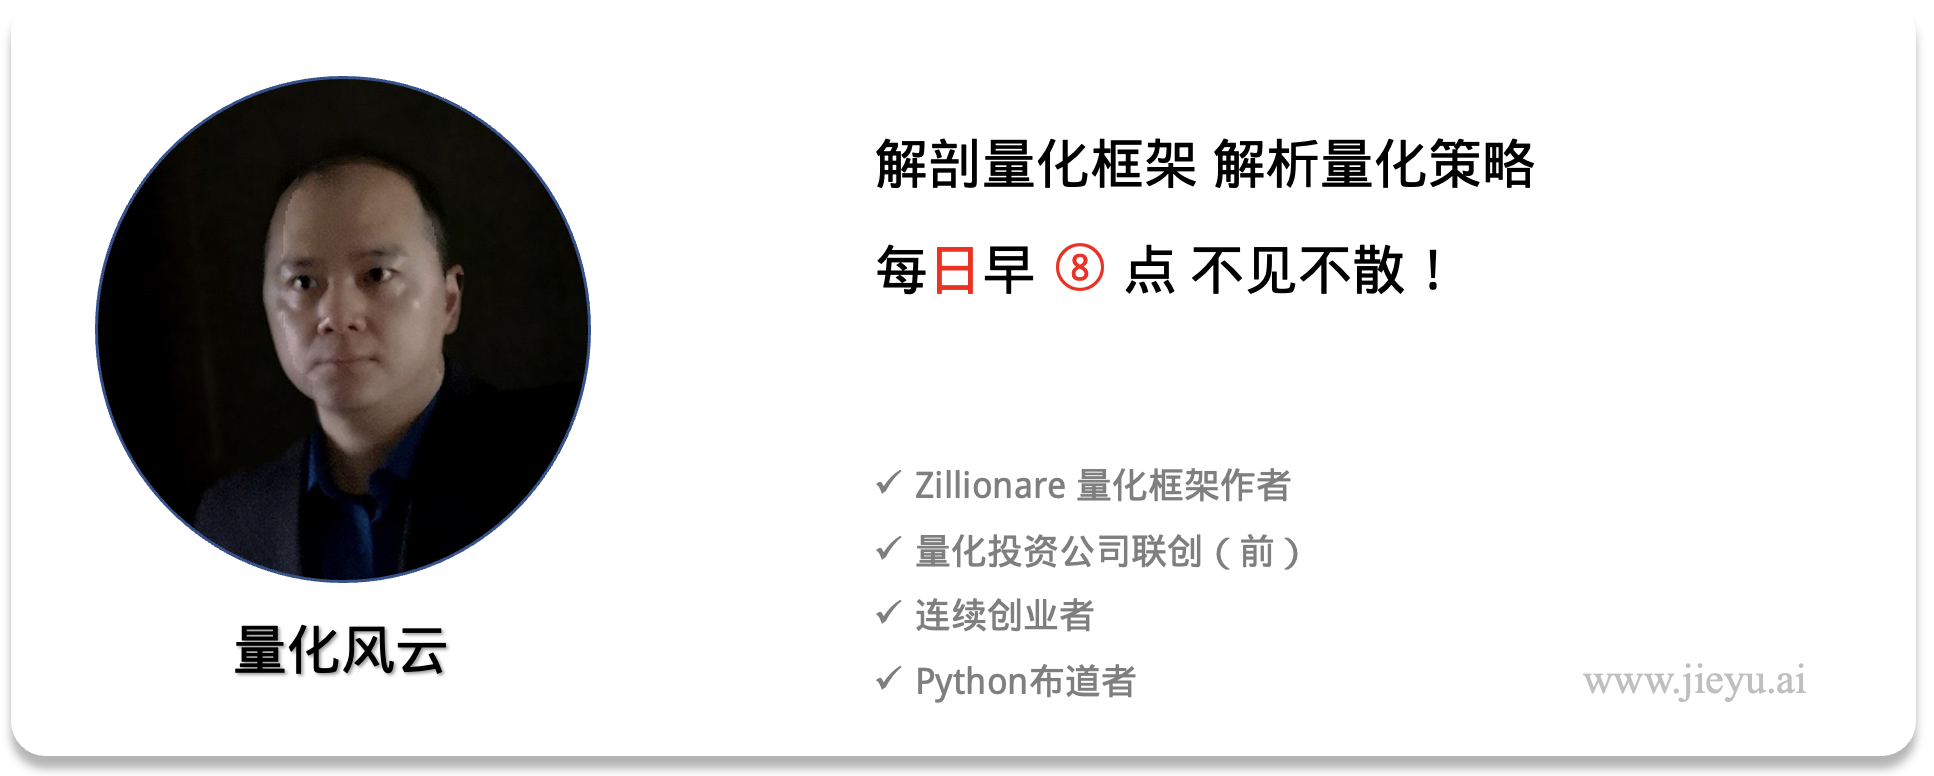 解剖量化框架 解析量化策略
每日早 ⑧ 点 不见不散！
✓ Zillionare 量化框架作者
✓ 量化投资公司联创（前）
✓ 连续创业者
✓ Python布道者
量化风云
www.jieyu.ai